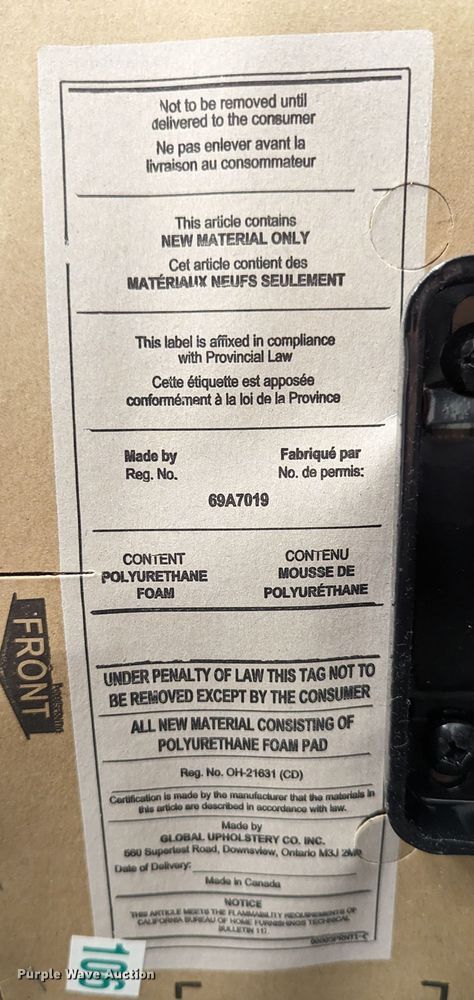 Not to be removed until
delivered to the consumer
Ne pas enlever avant la
livraison au consommateur
This article contains
NEW MATERIAL ONLY
Cet article contient des
MATÉRIAUX NEUFS SEULEMENT
This label is affixed in compliance
with Provincial Law
Cette étiquette est apposée
conformément à la loi de la Province
Made by
Reg. No.
Fabriqué par
No. de permis:
69A7019
CONTENT
POLYURETHANE
FOAM
CONTENU
MOUSSE DE
POLYURÉTHANE
FRONT
UNDER PENALTY OF LAW THIS TAG NOT TO
BE REMOVED EXCEPT BY THE CONSUMER
ALL NEW MATERIAL CONSISTING OF
POLYURETHANE FOAM PAD
Reg. No. OH-21631 (CD)
Certification is made by the manufacturer that the materials in
this article are described in accordance with law.
Made by
GLOBAL UPHOLSTERY CO. INC.
560 Supertest Road, Downsview, Ontario M3J 2M6
Date of Delivery:
Made in Canada
NOTICE
THIS ARTICLE MEETS THE FLAMMABILITY REQUIREMENTS OF
CALIFORNIA BUREAU OF HOME FURNISHINGS TECHNICAL
BULLETIN 117.
106
Purple Wave Auction